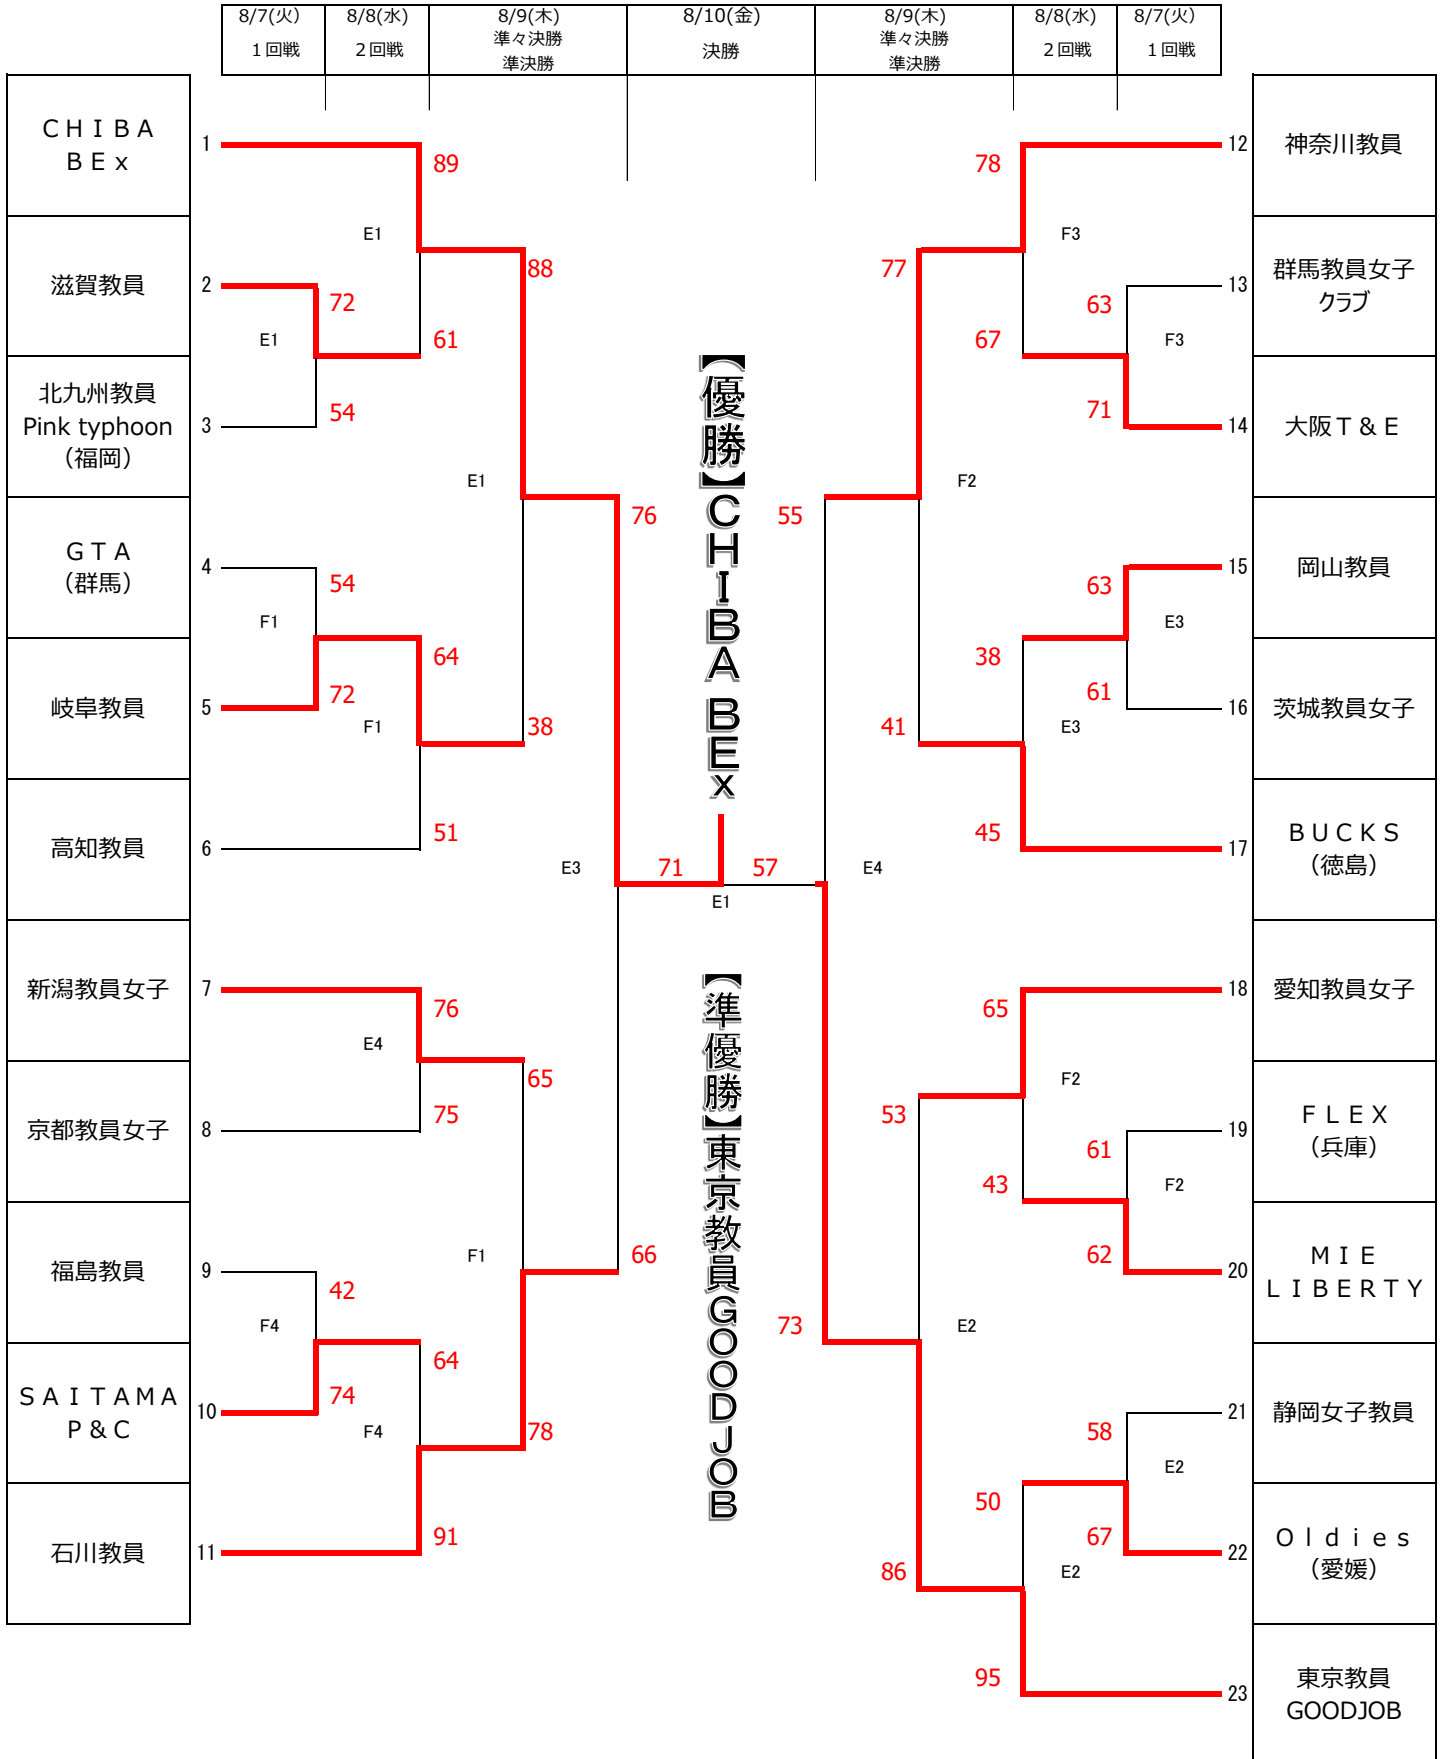 8/7(火) 8/8(水) 8/9(木) 8/10(金) 8/9(木) 8/8(水) 8/7(火)
１回戦 ２回戦 準々決勝 決勝 準々決勝 ２回戦 １回戦
準決勝 準決勝
ＣＨＩＢＡ
ＢＥｘ
1
89
78
12
神奈川教員
E1
F3
滋賀教員
2
72
88
77
63
13
群馬教員女子
クラブ
E1
61
67
F3
北九州教員
Pink typhoon
（福岡）
3
54
71
14
大阪Ｔ＆Ｅ
E1
F2
76
55
ＧＴＡ
（群馬）
4
54
63
15
岡山教員
F1
64
38
E3
岐阜教員
5
72
F1
38
41
E3
61
16
茨城教員女子
高知教員
6
51
45
17
ＢＵＣＫＳ
（徳島）
E3
71
57
E4
E1
【優勝】ＣＨＩＢＡ ＢＥｘ
【準優勝】東京教員ＧＯＯＤＪＯＢ
新潟教員女子
7
76
65
18
愛知教員女子
E4
65
F2
京都教員女子
8
75
53
61
19
ＦＬＥＸ
（兵庫）
43
F2
福島教員
9
42
F1
66
62
20
ＭＩＥ
ＬＩＢＥＲＴＹ
F4
64
73
E2
ＳＡＩＴＡＭＡ
Ｐ＆Ｃ
10
74
F4
78
58
21
静岡女子教員
E2
50
石川教員
11
91
86
E2
67
22
Ｏｌｄｉｅｓ
（愛媛）
95
23
東京教員
GOODJOB